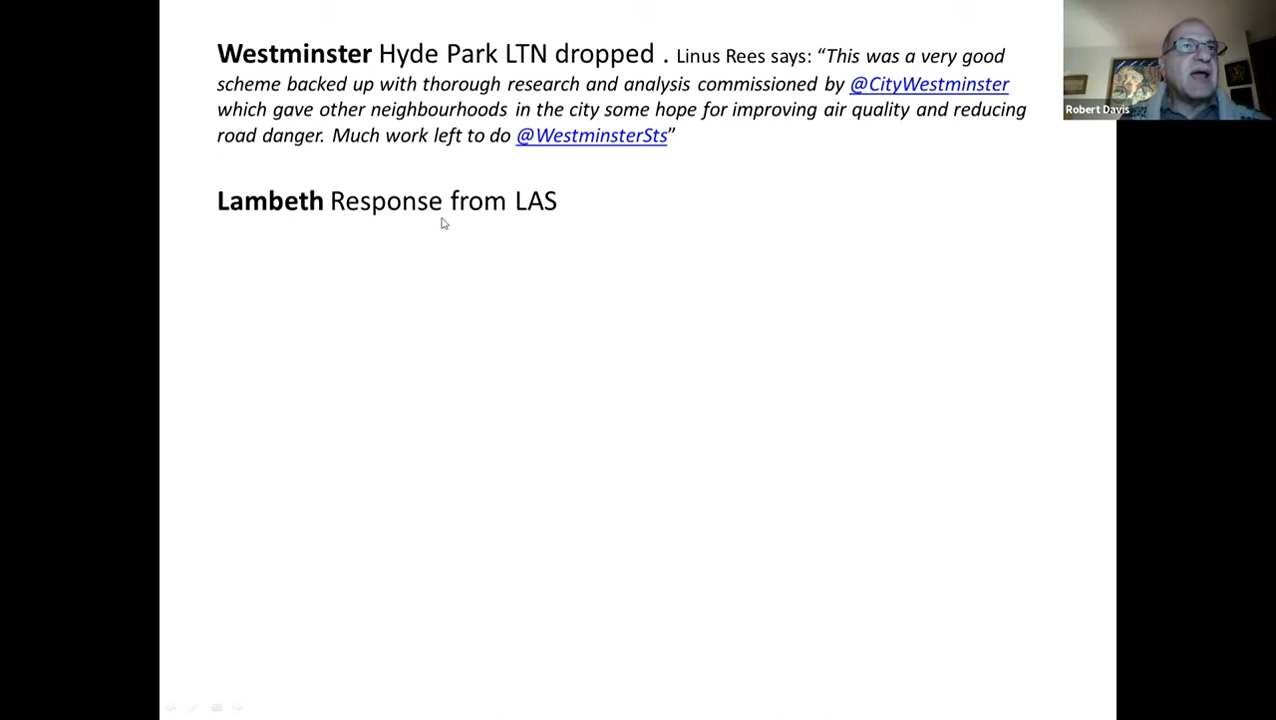 Westminster Hyde Park LTN dropped . Linus Rees says: “This was a very good
scheme backed up with thorough research and analysis commissioned by @CityWestminster
which gave other neighbourhoods in the city some hope for improving air quality and reducing
road danger. Much work left to do @WestminsterSts”
Lambeth Response from LAS
Robert Davis